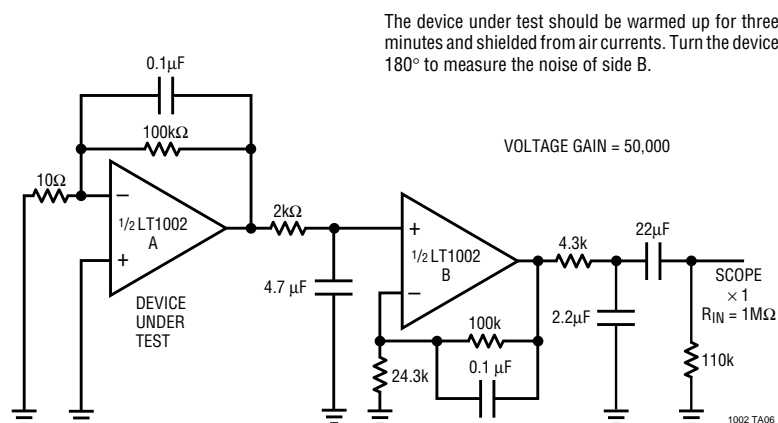 The device under test should be warmed up for three
minutes and shielded from air currents. Turn the device
180° to measure the noise of side B.
0.1µF
100kΩ
VOLTAGE GAIN = 50,000
10Ω
–
1/2 LT1002
A
+
2kΩ
+
1/2 LT1002
B
–
4.3k
22µF
SCOPE
× 1
RIN = 1MΩ
DEVICE
UNDER
TEST
4.7 µF
100k
2.2µF
24.3k
0.1 µF
110k
1002 TA06